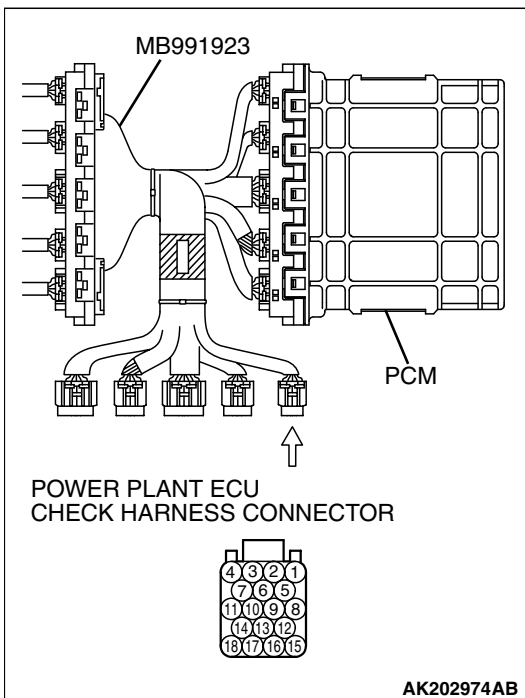 MB991923
PCM
POWER PLANT ECU
CHECK HARNESS CONNECTOR
4 3 2 1
7 6 5
11 10 9 8
14 13 12
18 17 16 15
AK202974AB